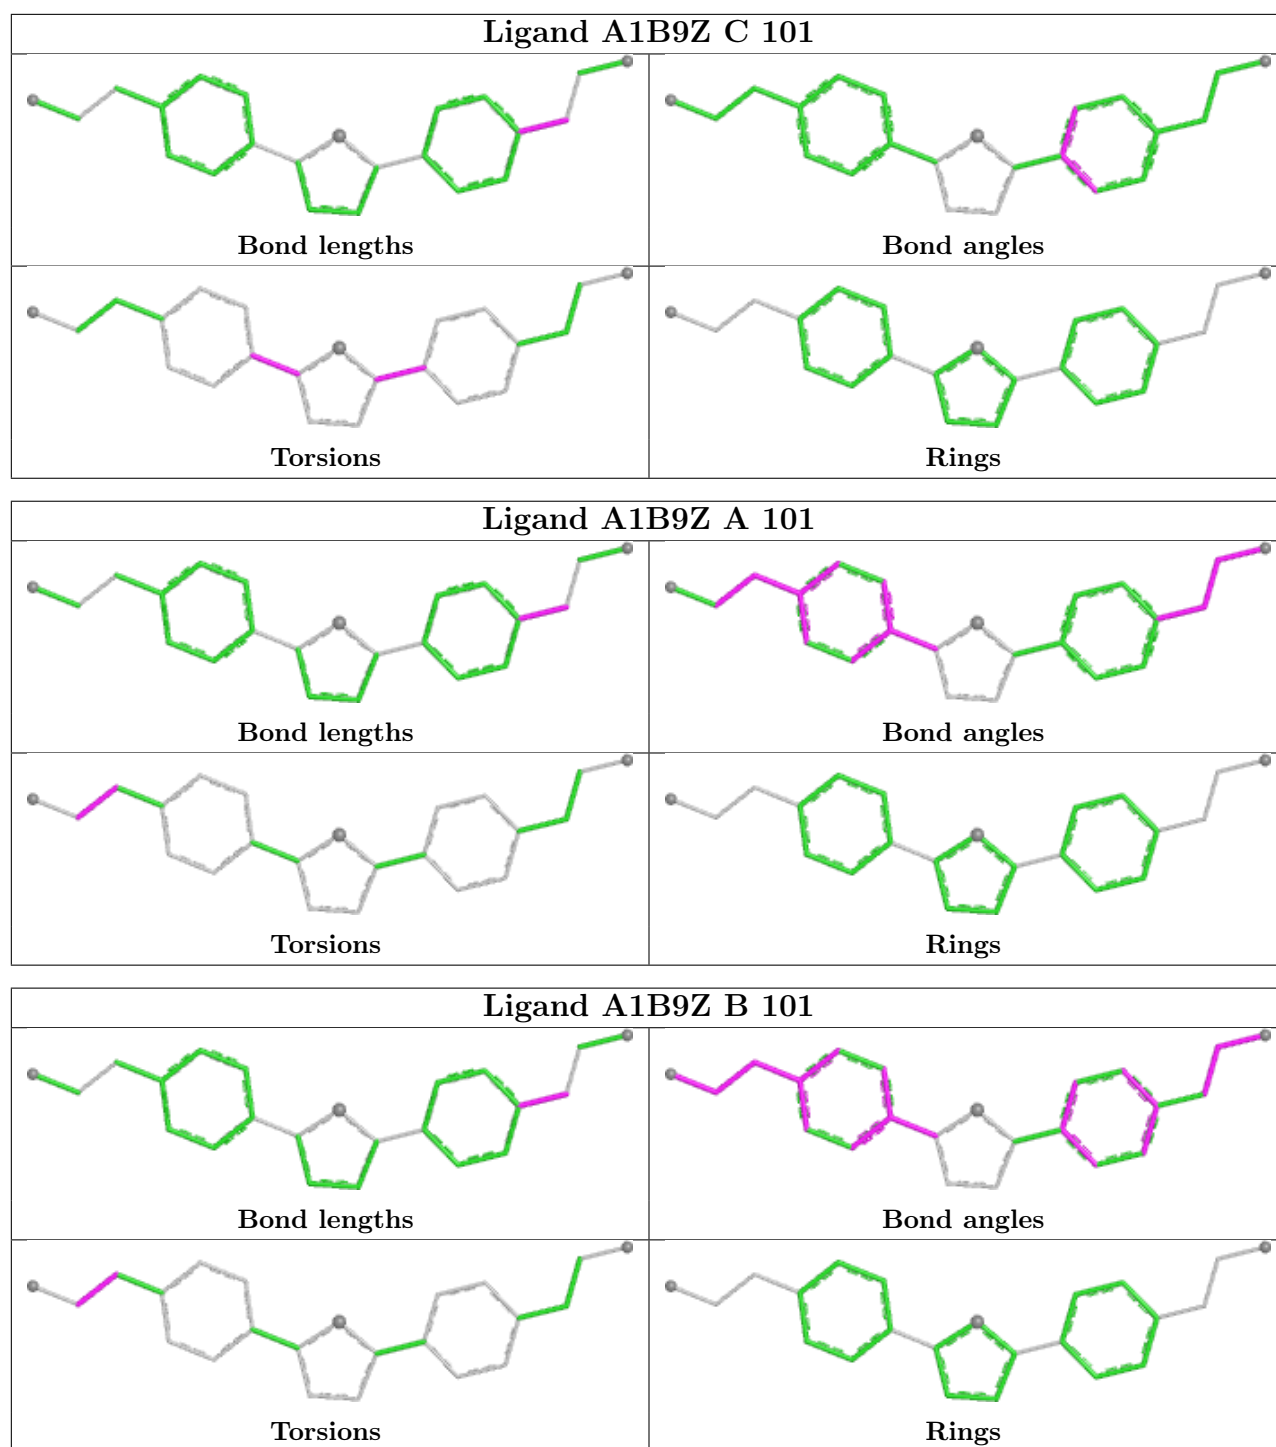 Ligand A1B9Z C 101
Bond lengths
Bond angles
Torsions
Rings
Ligand A1B9Z A 101
Bond lengths
Bond angles
Torsions
Rings
Ligand A1B9Z B 101
Bond lengths
Bond angles
Torsions
Rings